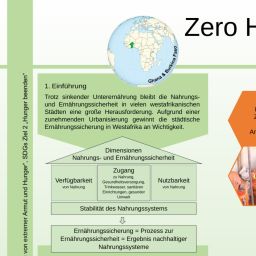 Zero H
Ghana & Burkina Faso
von extremer Armut und Hunger“, SDGs Ziel 2 „Hunger beenden“
1. Einführung
Trotz sinkender Unterernährung bleibt die Nahrungs-
und Ernährungssicherheit in vielen westafrikanischen
Städten eine große Herausforderung. Aufgrund einer
zunehmenden Urbanisierung gewinnt die städtische
Ernährungssicherung in Westafrika an Wichtigkeit.
Dimensionen
Nahrungs- und Ernährungssicherheit
Verfügbarkeit
von Nahrung
Zugang
zu Nahrung
Gesundheitsversorgung,
Trinkwasser, sanitären
Einrichtungen, gesunder
Umwelt
Nutzbarkeit
von Nahrung
Stabilität des Nahrungssystems
Ernährungssicherung = Prozess zur
Ernährungssicherheit = Ergebnis nachhaltiger
Nahrungssysteme